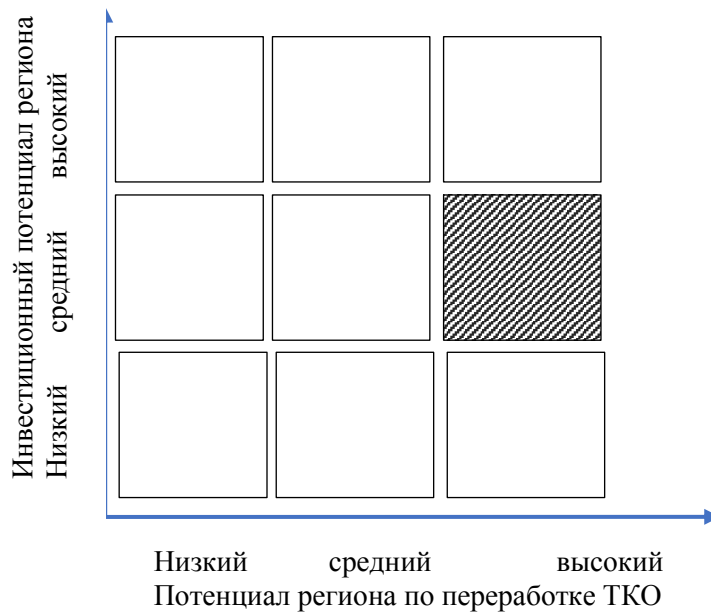 Инвестиционный потенциал региона
Низкий средний высокий
Низкий средний высокий
Потенциал региона по переработке ТКО